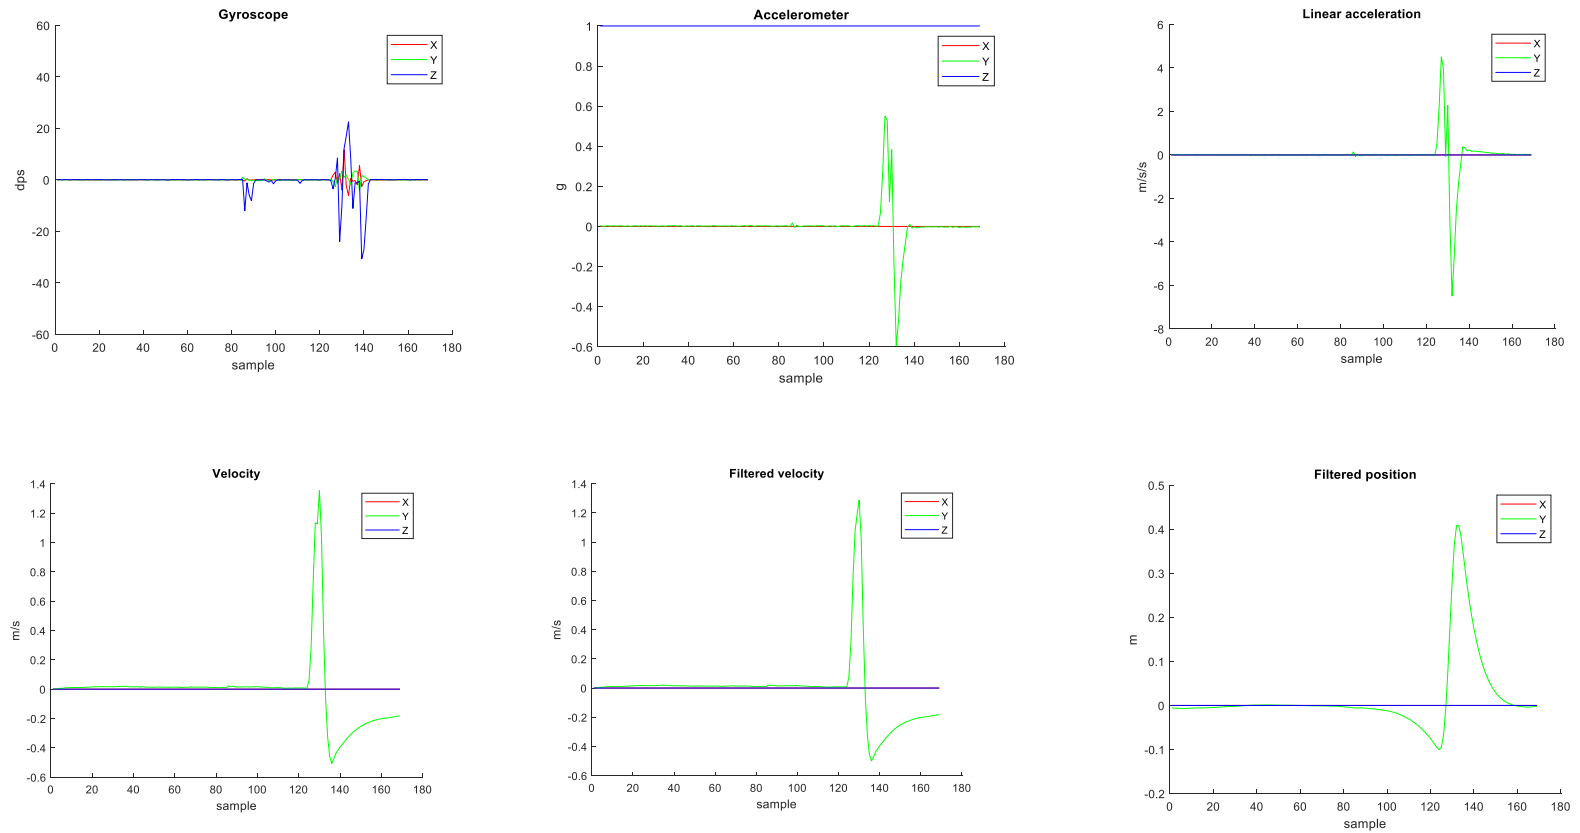 Gyroscope
60
40
20
0
-20
-40
-60
dps
0 20 40 60 80 100 120 140 160 180
sample
X
Y
Z
Accelerometer
1
0.8
0.6
0.4
0.2
0
-0.2
-0.4
-0.6
g
0 20 40 60 80 100 120 140 160 180
sample
X
Y
Z
Linear acceleration
6
4
2
0
-2
-4
-6
-8
m/s/s
0 20 40 60 80 100 120 140 160 180
sample
X
Y
Z
Velocity
1.4
1.2
1
0.8
0.6
0.4
0.2
0
-0.2
-0.4
-0.6
m/s
0 20 40 60 80 100 120 140 160 180
sample
X
Y
Z
Filtered velocity
1.4
1.2
1
0.8
0.6
0.4
0.2
0
-0.2
-0.4
-0.6
m/s
0 20 40 60 80 100 120 140 160 180
sample
X
Y
Z
Filtered position
0.5
0.4
0.3
0.2
0.1
0
-0.1
-0.2
m
0 20 40 60 80 100 120 140 160 180
sample
X
Y
Z